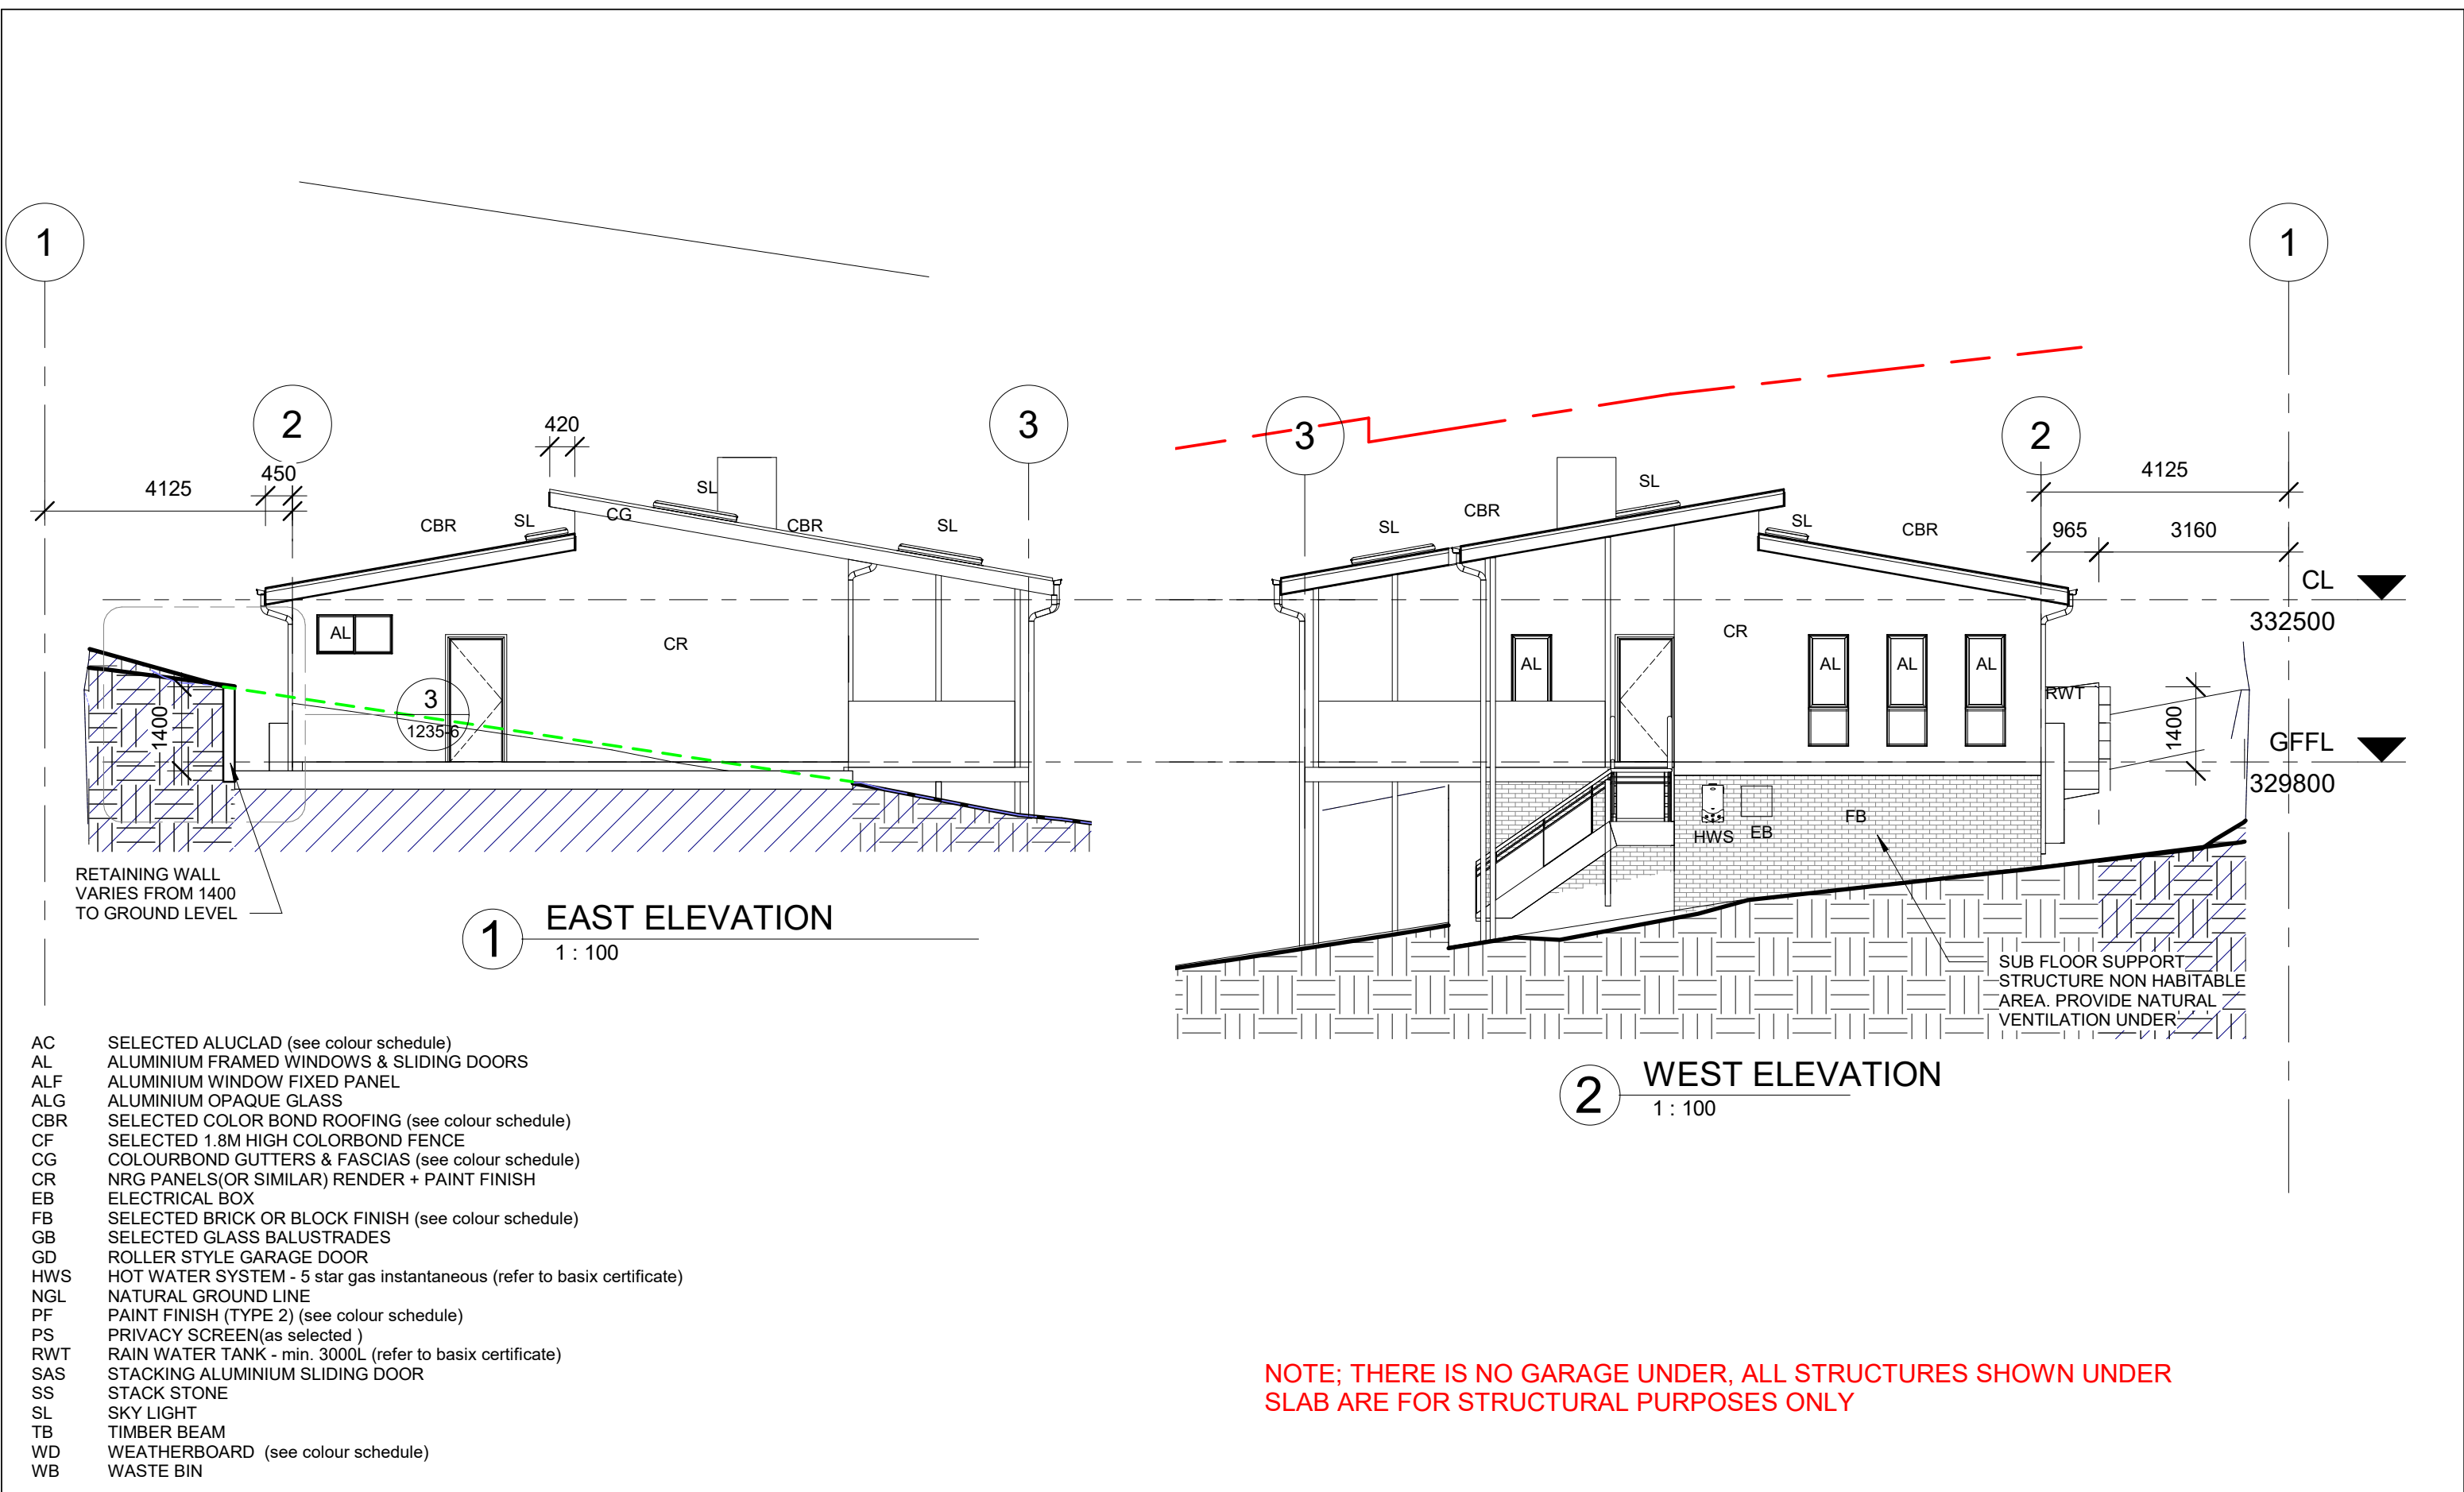 1
1
2
420
3
3
2
450
4125
4125
SL
SL
CG
CBR
CBR
SL
SL
CBR
SL
SL
CBR
965
3160
CL
332500
AL
CR
CR
AL
AL
AL
AL
RWT
1400
3
1235-6
1400
GFFL
329800
HWS
EB
FB
RETAINING WALL
VARIES FROM 1400
TO GROUND LEVEL
1
EAST ELEVATION
1 : 100
SUB FLOOR SUPPORT
STRUCTURE NON HABITABLE
AREA. PROVIDE NATURAL
VENTILATION UNDER
2
WEST ELEVATION
1 : 100
AC SELECTED ALUCLAD (see colour schedule)
AL ALUMINIUM FRAMED WINDOWS & SLIDING DOORS
ALF ALUMINIUM WINDOW FIXED PANEL
ALG ALUMINIUM OPAQUE GLASS
CBR SELECTED COLOR BOND ROOFING (see colour schedule)
CF SELECTED 1.8M HIGH COLORBOND FENCE
CG COLOURBOND GUTTERS & FASCIAS (see colour schedule)
CR NRG PANELS(OR SIMILAR) RENDER + PAINT FINISH
EB ELECTRICAL BOX
FB SELECTED BRICK OR BLOCK FINISH (see colour schedule)
GB SELECTED GLASS BALUSTRADES
GD ROLLER STYLE GARAGE DOOR
HWS HOT WATER SYSTEM - 5 star gas instantaneous (refer to basix certificate)
NGL NATURAL GROUND LINE
PF PAINT FINISH (TYPE 2) (see colour schedule)
PS PRIVACY SCREEN(as selected )
RWT RAIN WATER TANK - min. 3000L (refer to basix certificate)
SAS STACKING ALUMINIUM SLIDING DOOR
SS STACK STONE
SL SKY LIGHT
TB TIMBER BEAM
WD WEATHERBOARD (see colour schedule)
WB WASTE BIN
NOTE; THERE IS NO GARAGE UNDER, ALL STRUCTURES SHOWN UNDER
SLAB ARE FOR STRUCTURAL PURPOSES ONLY